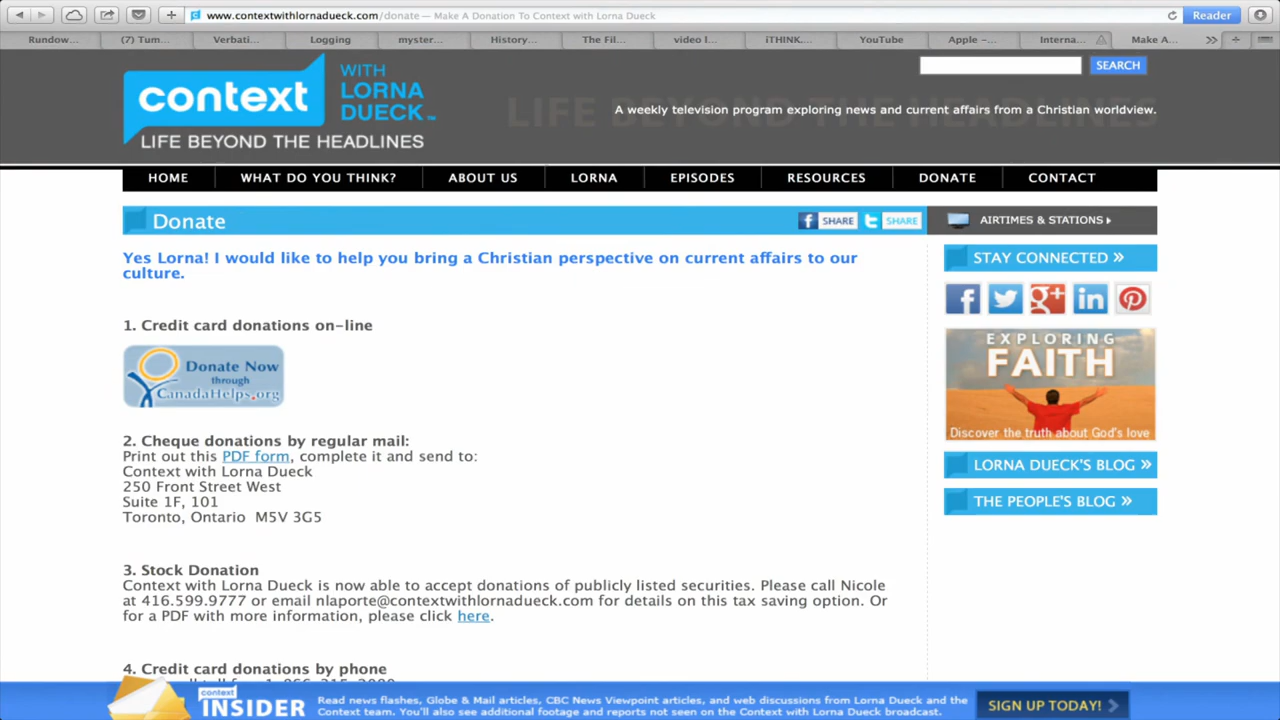 www.contextwithlornadueck.com/donate — Make A Donation To Context with Lorna Dueck
Reader
Rundow... (7) Tum... Verbati... Logging myster... History... The Fil... video l... iTHINK... YouTube Apple –... Interna... Make A...
context
WITH
LORNA
DUECK™
LIFE BEYOND THE HEADLINES
SEARCH
LIFE BEYOND THE HEADLINES
A weekly television program exploring news and current affairs from a Christian worldview.
HOME WHAT DO YOU THINK? ABOUT US LORNA EPISODES RESOURCES DONATE CONTACT
Donate
SHARE SHARE
AIRTIMES & STATIONS
Yes Lorna! I would like to help you bring a Christian perspective on current affairs to our
culture.
1. Credit card donations on-line
Donate Now
through
CanadaHelps.org
2. Cheque donations by regular mail:
Print out this PDF form, complete it and send to:
Context with Lorna Dueck
250 Front Street West
Suite 1F, 101
Toronto, Ontario M5V 3G5
3. Stock Donation
Context with Lorna Dueck is now able to accept donations of publicly listed securities. Please call Nicole
at 416.599.9777 or email nlaporte@contextwithlornadueck.com for details on this tax saving option. Or
for a PDF with more information, please click here.
4. Credit card donations by phone
STAY CONNECTED »
EXPLORING
FAITH
Discover the truth about God's love
LORNA DUECK'S BLOG »
THE PEOPLE'S BLOG »
context
INSIDER
Read news flashes, Globe & Mail articles, CBC News Viewpoint articles, and web discussions from Lorna Dueck and the
Context team. You'll also see additional footage and reports not seen on the Context with Lorna Dueck broadcast.
SIGN UP TODAY!